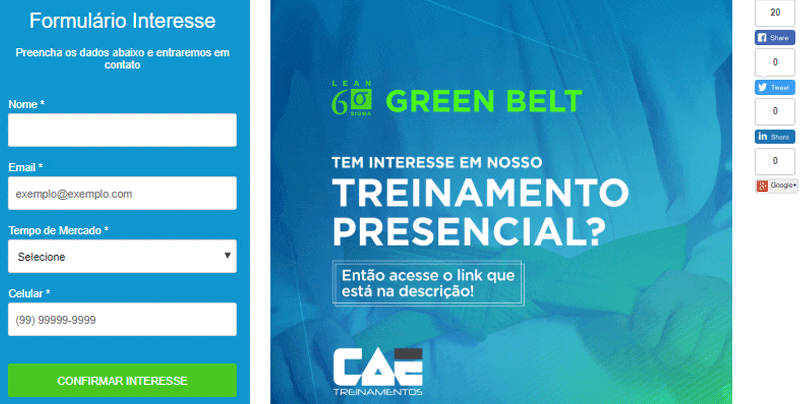 Formulário Interesse
Preencha os dados abaixo e entraremos em
contato
Nome *
Email *
exemplo@exemplo.com
Tempo de Mercado *
Selecione
Celular *
(99) 99999-9999
CONFIRMAR INTERESSE
LEAN
6σ
SIGMA
GREEN BELT
TEM INTERESSE EM NOSSO
TREINAMENTO
PRESENCIAL?
Então acesse o link que
está na descrição!
CAE
TREINAMENTOS
20
Share
0
Tweet
0
in Share
0
Google+